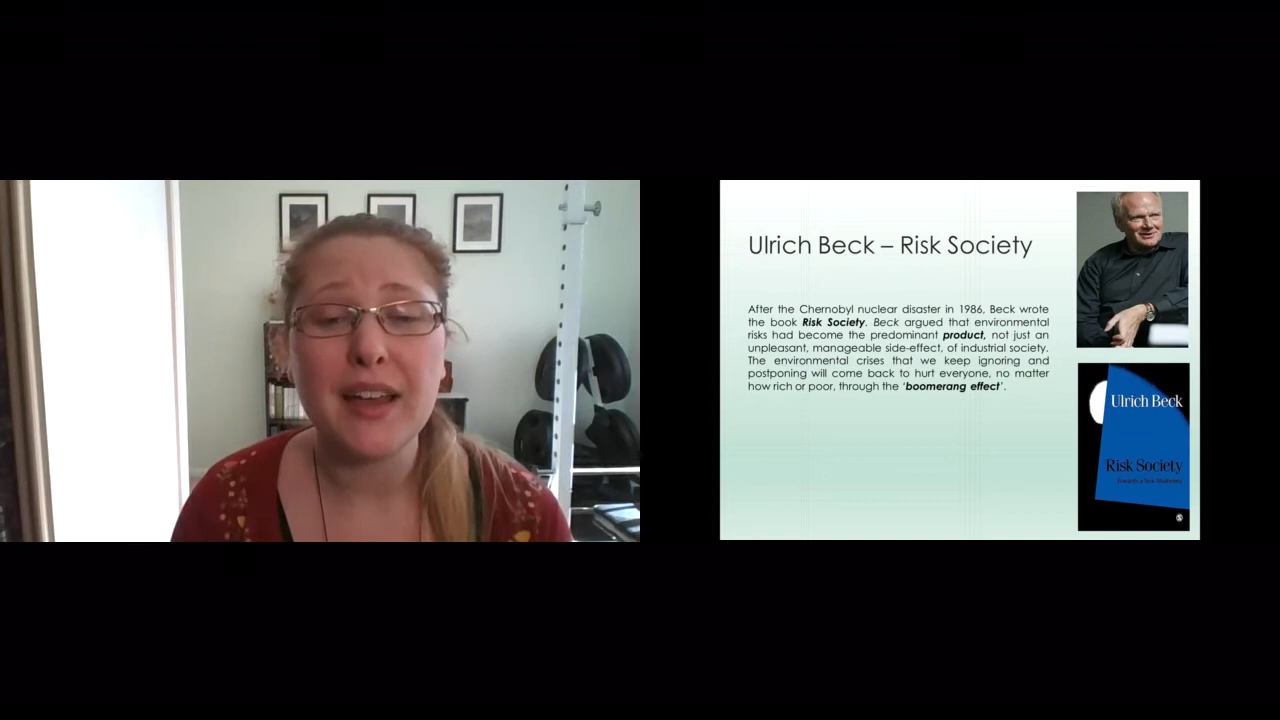 Ulrich Beck – Risk Society
After the Chernobyl nuclear disaster in 1986, Beck wrote
the book Risk Society. Beck argued that environmental
risks had become the predominant product, not just an
unpleasant, manageable side-effect, of industrial society.
The environmental crises that we keep ignoring and
postponing will come back to hurt everyone, no matter
how rich or poor, through the ‘boomerang effect’.
Ulrich Beck
Risk Society
Towards a New Modernity